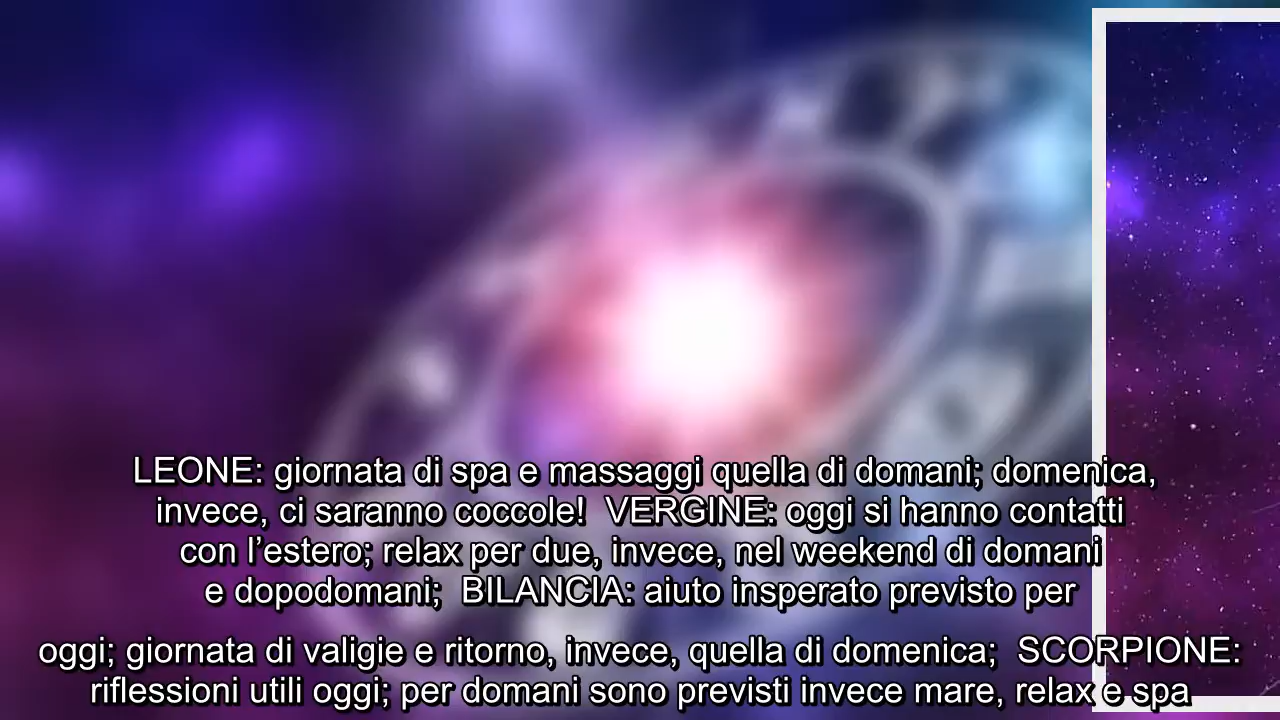 LEONE: giornata di spa e massaggi quella di domani; domenica,
invece, ci saranno coccole!  VERGINE: oggi si hanno contatti
con l’estero; relax per due, invece, nel weekend di domani
e dopodomani;  BILANCIA: aiuto insperato previsto per
oggi; giornata di valigie e ritorno, invece, quella di domenica;  SCORPIONE:
riflessioni utili oggi; per domani sono previsti invece mare, relax e spa